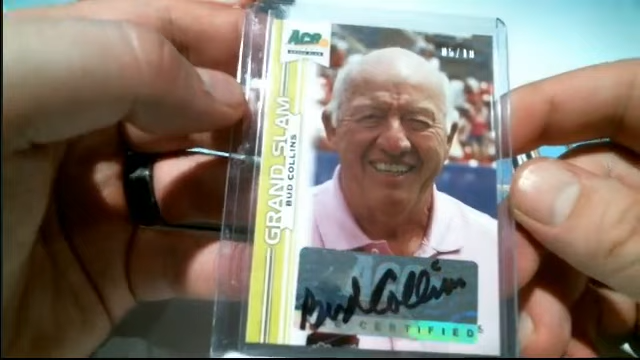 ACE
05/10
GRAND SLAM
BUD COLLINS
Bud Collins
CERTIFIED